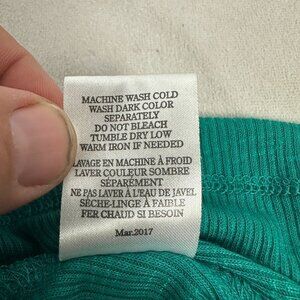 MACHINE WASH COLD
WASH DARK COLOR
SEPARATELY
DO NOT BLEACH
TUMBLE DRY LOW
WARM IRON IF NEEDED
LAVAGE EN MACHINE À FROID
LAVER COULEUR SOMBRE
SÉPARÉMENT
NE PAS LAVER À L'EAU DE JAVEL
SÈCHE-LINGE À FAIBLE
FER CHAUD SI BESOIN
Mar.2017